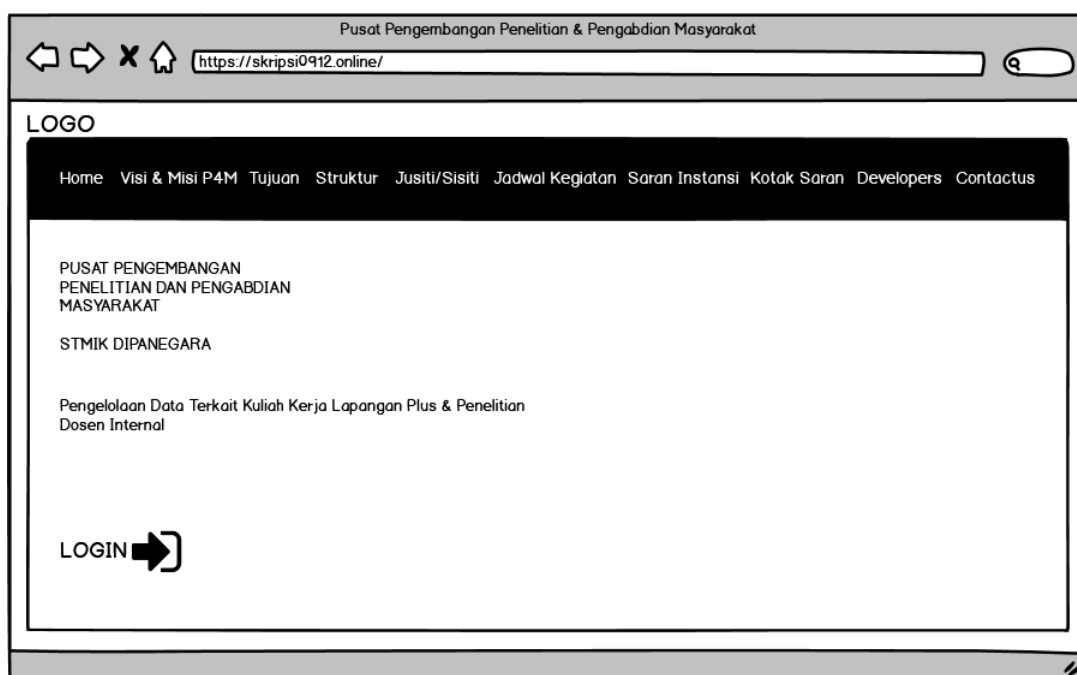 Pusat Pengembangan Penelitian & Pengabdian Masyarakat
https://skripsi0912.online/
LOGO
Home Visi & Misi P4M Tujuan Struktur Jusiti/Sisiti Jadwal Kegiatan Saran Instansi Kotak Saran Developers Contactus
PUSAT PENGEMBANGAN
PENELITIAN DAN PENGABDIAN
MASYARAKAT
STMIK DIPANEGARA
Pengelolaan Data Terkait Kuliah Kerja Lapangan Plus & Penelitian
Dosen Internal
LOGIN